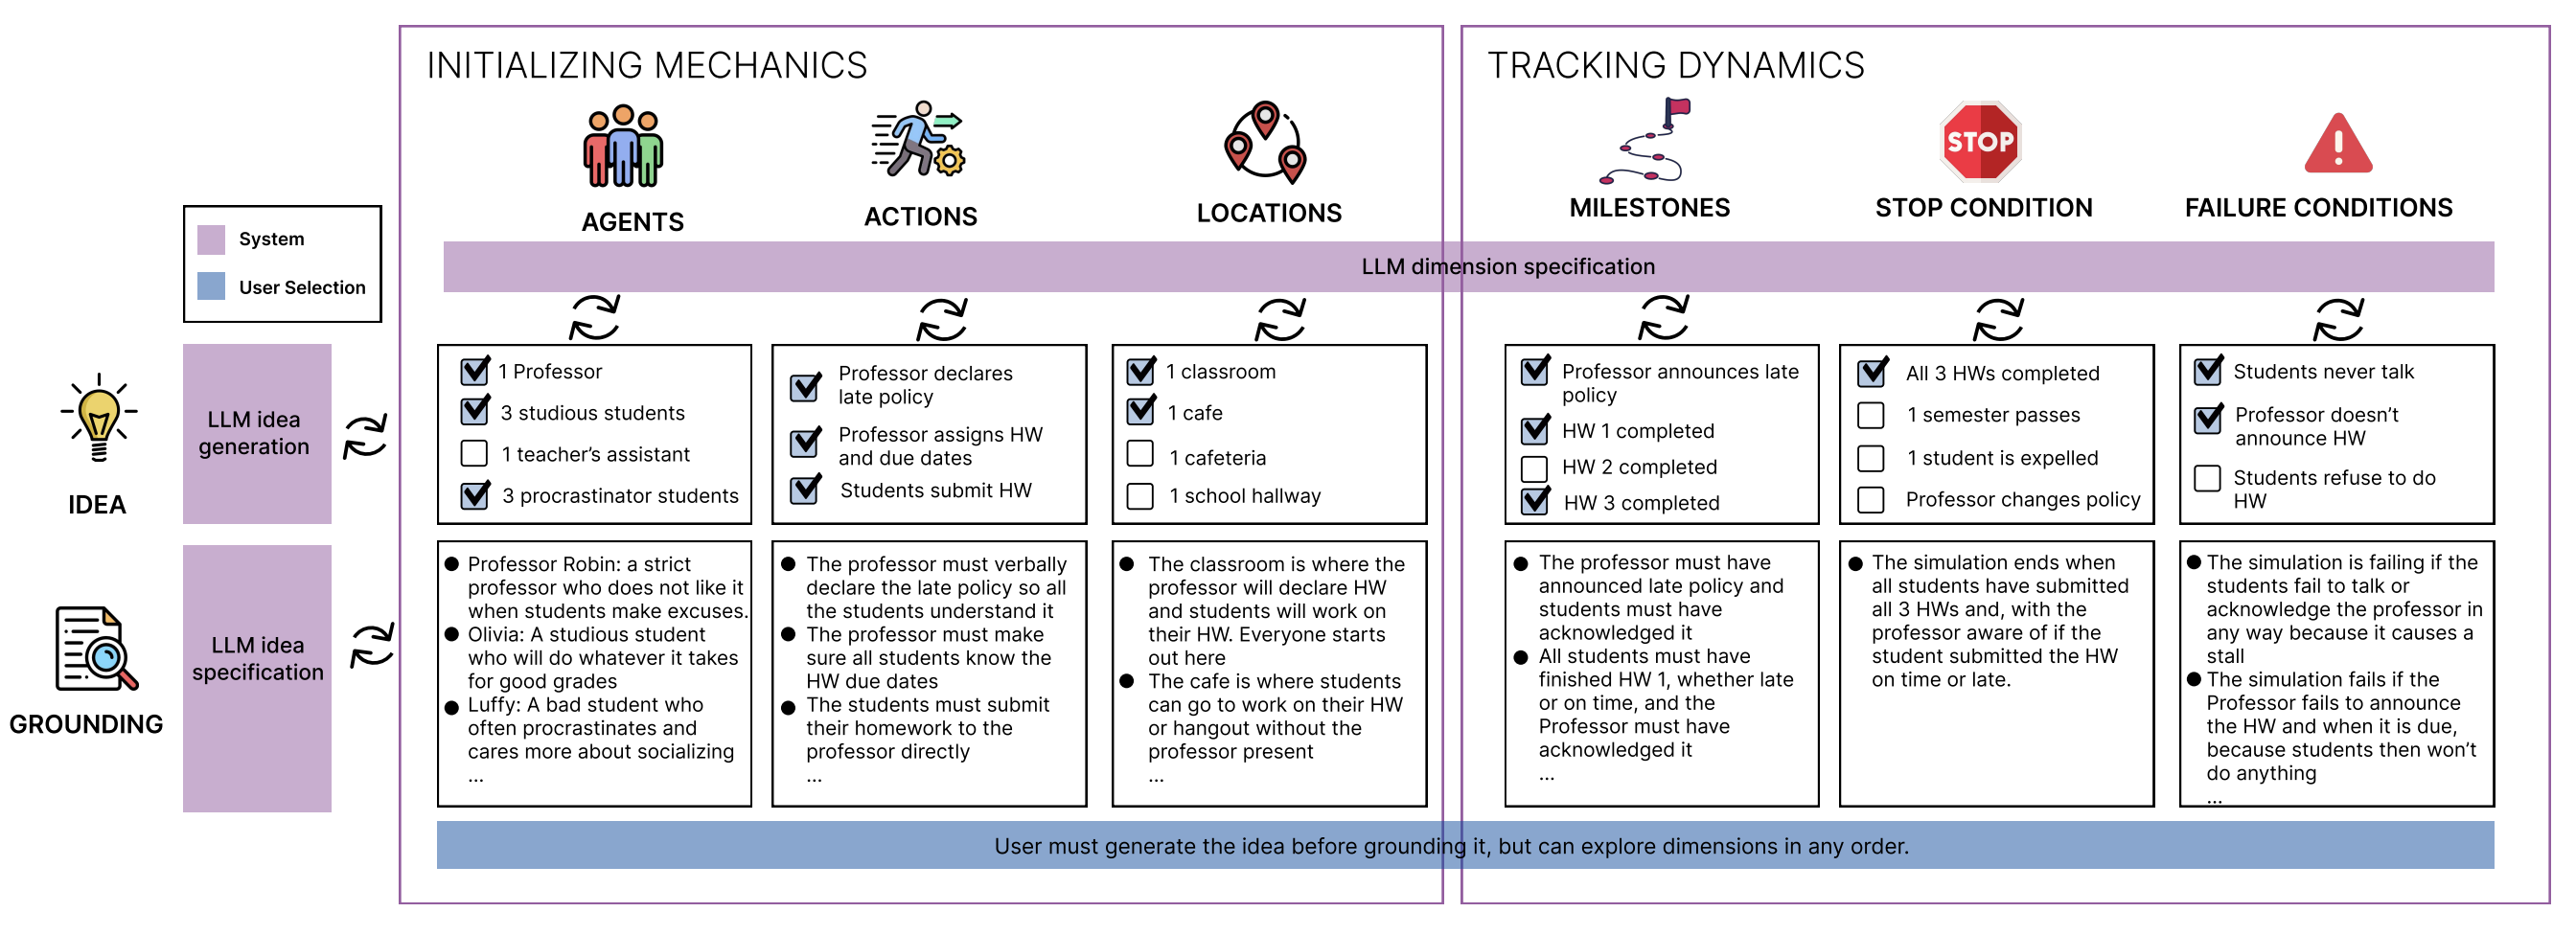 INITIALIZING MECHANICS
AGENTS
ACTIONS
LOCATIONS
TRACKING DYNAMICS
STOP
MILESTONES
STOP CONDITION
FAILURE CONDITIONS
System
User Selection
LLM dimension specification
IDEA
LLM idea
generation
1 Professor
3 studious students
1 teacher's assistant
3 procrastinator students
Professor declares
late policy
Professor assigns HW
and due dates
Students submit HW
1 classroom
1 cafe
1 cafeteria
1 school hallway
Professor announces late
policy
HW 1 completed
HW 2 completed
HW 3 completed
All 3 HWs completed
1 semester passes
1 student is expelled
Professor changes policy
Students never talk
Professor doesn't
announce HW
Students refuse to do
HW
GROUNDING
LLM idea
specification
Professor Robin: a strict
professor who does not like it
when students make excuses.
Olivia: A studious student
who will do whatever it takes
for good grades
Luffy: A bad student who
often procrastinates and
cares more about socializing
...
The professor must verbally
declare the late policy so all
the students understand it
The professor must make
sure all students know the
HW due dates
The students must submit
their homework to the
professor directly
...
The classroom is where the
professor will declare HW
and students will work on
their HW. Everyone starts
out here
The cafe is where students
can go to work on their HW
or hangout without the
professor present
...
The professor must have
announced late policy and
students must have
acknowledged it
All students must have
finished HW 1, whether late
or on time, and the
Professor must have
acknowledged it
...
The simulation ends when
all students have submitted
all 3 HWs and, with the
professor aware of if the
student submitted the HW
on time or late.
The simulation is failing if the
students fail to talk or
acknowledge the professor in
any way because it causes a
stall
The simulation fails if the
Professor fails to announce
the HW and when it is due,
because students then won't
do anything
...
User must generate the idea before grounding it, but can explore dimensions in any order.